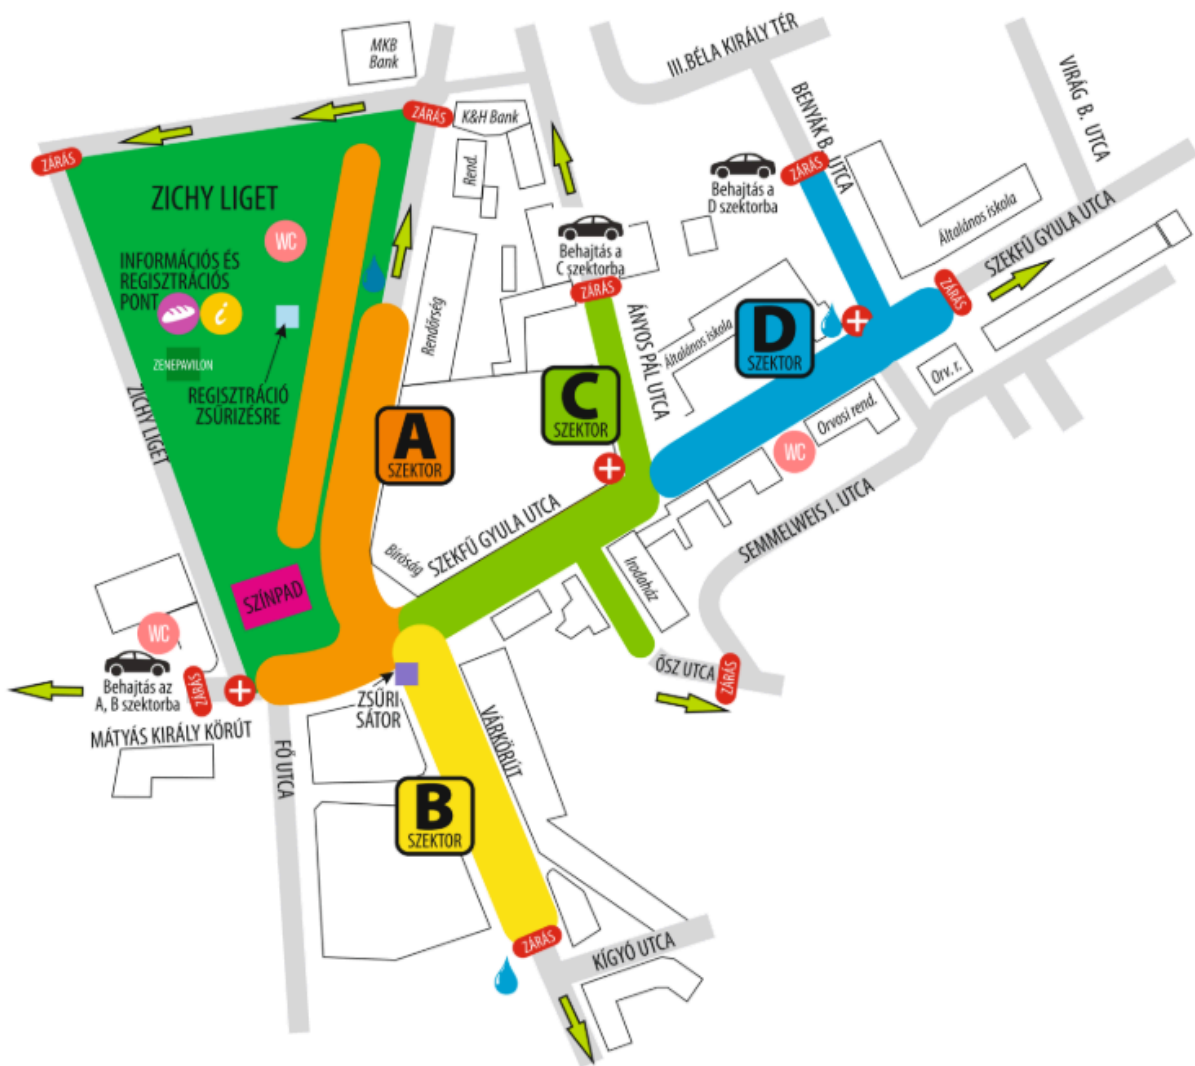 MKB
Bank
III.BÉLA KIRÁLY TÉR
VIRÁG B. UTCA
BENYÁK B. UTCA
ZÁRÁS
K&H Bank
ZÁRÁS
Rend.
ZÁRÁS
Behajtás a
D szektorba
Általános iskola
SZEKFŰ GYULA UTCA
ZICHY LIGET
WC
INFORMÁCIÓS ÉS
REGISZTRÁCIÓS
PONT
i
ZENEPAVILON
REGISZTRÁCIÓ
ZSŰRIZÉSRE
ZICHY LIGET
Rendőrség
Behajtás a
C szektorba
ZÁRÁS
ÁNYOS PÁL UTCA
Általános iskola
D
SZEKTOR
ZÁRÁS
Orv. r.
Orvosi rend.
WC
A
SZEKTOR
C
SZEKTOR
SZEKFŰ GYULA UTCA
Bíróság
SEMMELWEIS I. UTCA
Irodaház
SZÍNPAD
WC
Behajtás az
A, B szektorba
ZÁRÁS
MÁTYÁS KIRÁLY KÖRÚT
ŐSZ UTCA
ZÁRÁS
ZSŰRI
SÁTOR
FŐ UTCA
VÁRKÖRÚT
B
SZEKTOR
ZÁRÁS
KÍGYÓ UTCA